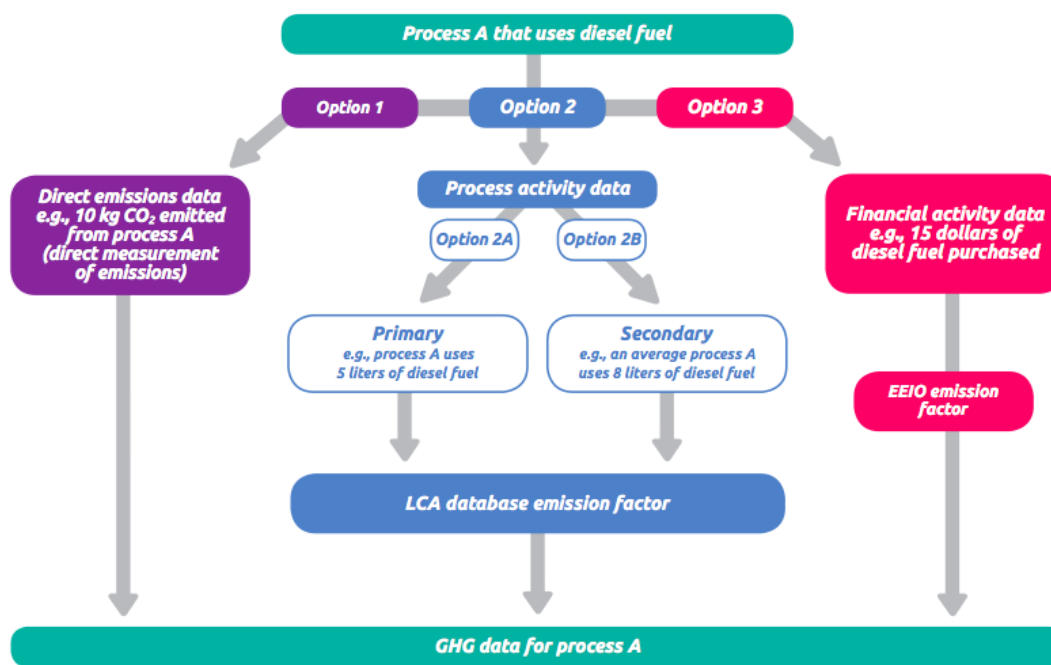 Process A that uses diesel fuel
Option 1
Option 2
Option 3
Direct emissions data
e.g., 10 kg CO₂ emitted
from process A
(direct measurement
of emissions)
Process activity data
Option 2A
Option 2B
Financial activity data
e.g., 15 dollars of
diesel fuel purchased
Primary
e.g., process A uses
5 liters of diesel fuel
Secondary
e.g., an average process A
uses 8 liters of diesel fuel
EEIO emission
factor
LCA database emission factor
GHG data for process A